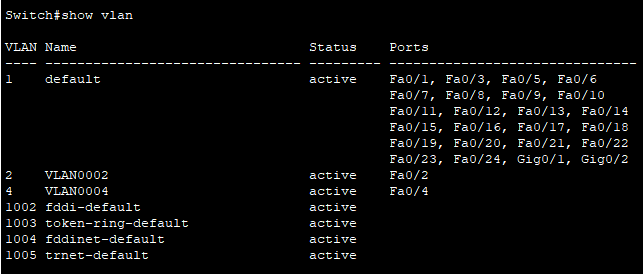 Switch#show vlan
VLAN Name                             Status    Ports
---- -------------------------------- --------- -------------------------------
1    default                          active    Fa0/1, Fa0/3, Fa0/5, Fa0/6
                                                Fa0/7, Fa0/8, Fa0/9, Fa0/10
                                                Fa0/11, Fa0/12, Fa0/13, Fa0/14
                                                Fa0/15, Fa0/16, Fa0/17, Fa0/18
                                                Fa0/19, Fa0/20, Fa0/21, Fa0/22
                                                Fa0/23, Fa0/24, Gig0/1, Gig0/2
2    VLAN0002                         active    Fa0/2
4    VLAN0004                         active    Fa0/4
1002 fddi-default                     active
1003 token-ring-default               active
1004 fddinet-default                  active
1005 trnet-default                    active